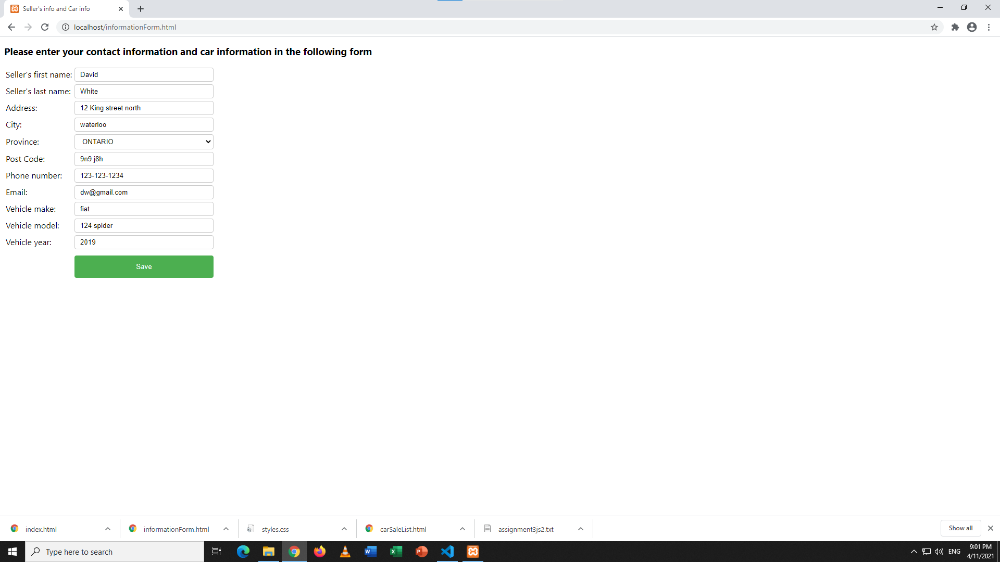 Seller's info and Car info
localhost/informationForm.html
Please enter your contact information and car information in the following form
Seller's first name: David
Seller's last name: White
Address: 12 King street north
City: waterloo
Province: ONTARIO
Post Code: 9n9 j8h
Phone number: 123-123-1234
Email: dw@gmail.com
Vehicle make: fiat
Vehicle model: 124 spider
Vehicle year: 2019
Save
index.html informationForm.html styles.css carSaleList.html assignment3js2.txt Show all
Type here to search
ENG
9:01 PM
4/11/2021